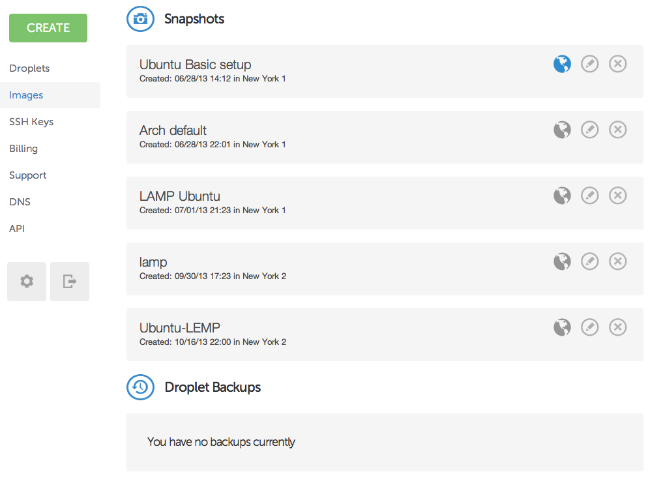 CREATE
Droplets
Images
SSH Keys
Billing
Support
DNS
API
Snapshots
Ubuntu Basic setup
Created: 06/28/13 14:12 in New York 1
Arch default
Created: 06/28/13 22:01 in New York 1
LAMP Ubuntu
Created: 07/01/13 21:23 in New York 1
lamp
Created: 09/30/13 17:23 in New York 2
Ubuntu-LEMP
Created: 10/16/13 22:00 in New York 2
Droplet Backups
You have no backups currently